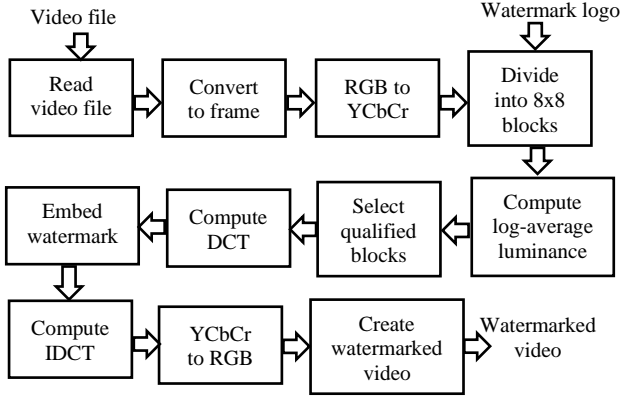 Video file
Watermark logo
Read
video file
Convert
to frame
RGB to
YCbCr
Divide
into 8x8
blocks
Embed
watermark
Compute
DCT
Select
qualified
blocks
Compute
log-average
luminance
Compute
IDCT
YCbCr
to RGB
Create
watermarked
video
Watermarked
video